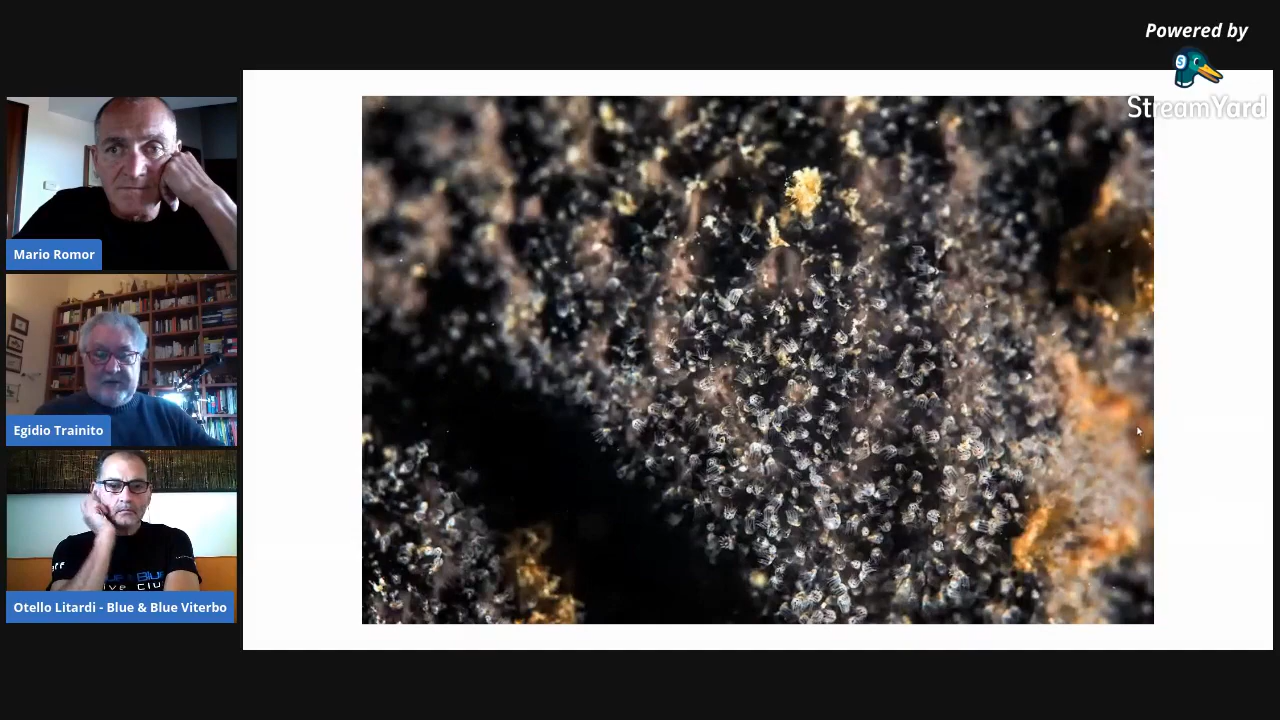 Powered by
StreamYard
Mario Romor
Egidio Trainito
Otello Litardi - Blue & Blue Viterbo